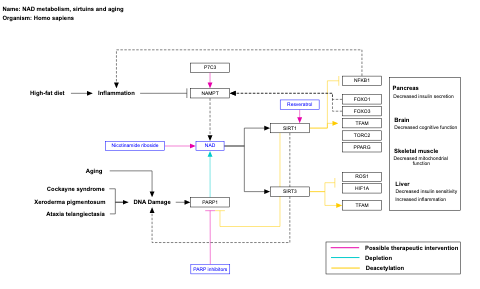 Name: NAD metabolism, sirtuins and aging
Organism: Homo sapiens
P7C3
NFKB1
High-fat diet
Inflammation
NAMPT
FOXO1
FOXO3
Resveratrol
TFAM
SIRT1
TORC2
PPARG
Nicotinamide riboside
NAD
Pancreas
Decreased insulin secretion
Brain
Decreased cognitive function
Skeletal muscle
Decreased mitochondrial
function
Liver
Decreased insulin sensitivity
Increased inflammation
Aging
ROS1
HIF1A
TFAM
SIRT3
Cockayne syndrome
Xeroderma pigmentosum
Ataxia telangiectasia
DNA Damage
PARP1
PARP inhibitors
Possible therapeutic intervention
Depletion
Deacetylation